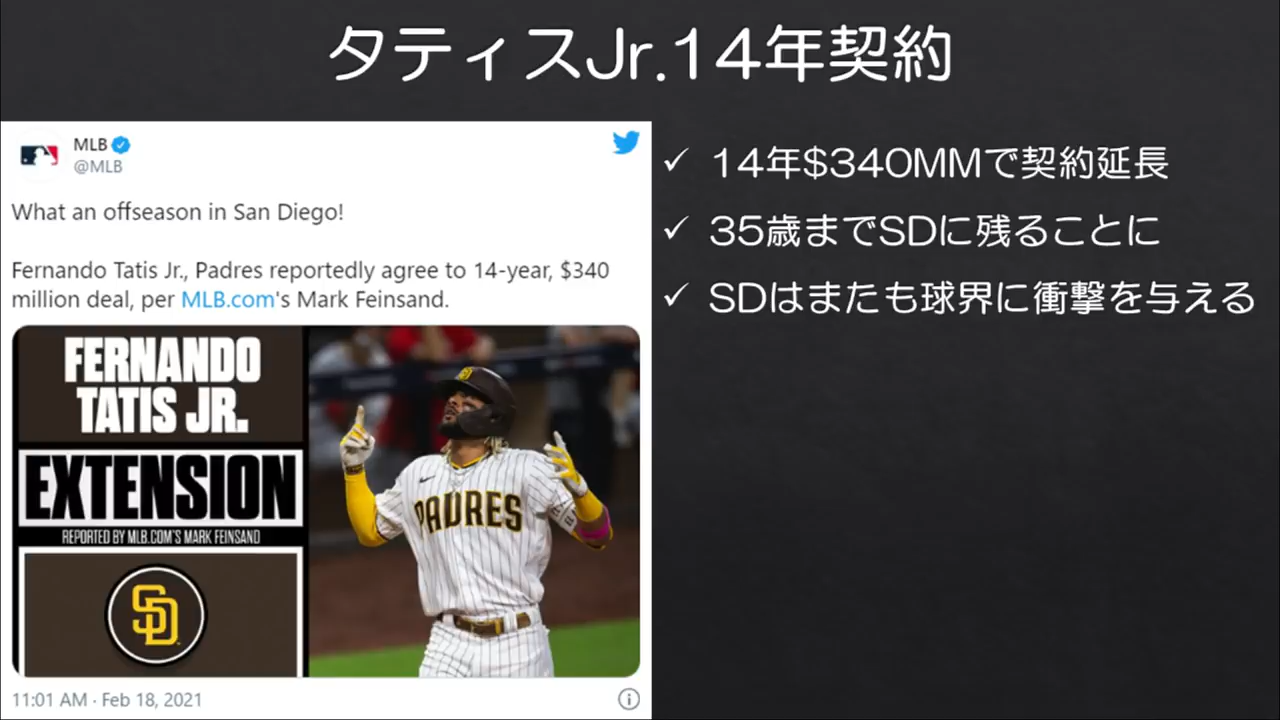 タティスJr.14年契約
MLB
@MLB
What an offseason in San Diego!
Fernando Tatis Jr., Padres reportedly agree to 14-year, $340
million deal, per MLB.com's Mark Feinsand.
FERNANDO
TATIS JR.
EXTENSION
REPORTED BY MLB.COM'S MARK FEINSAND
SD
SD
PADRES
11:01 AM · Feb 18, 2021
✓ 14年$340MMで契約延長
✓ 35歳までSDに残ることに
✓ SDはまたも球界に衝撃を与える